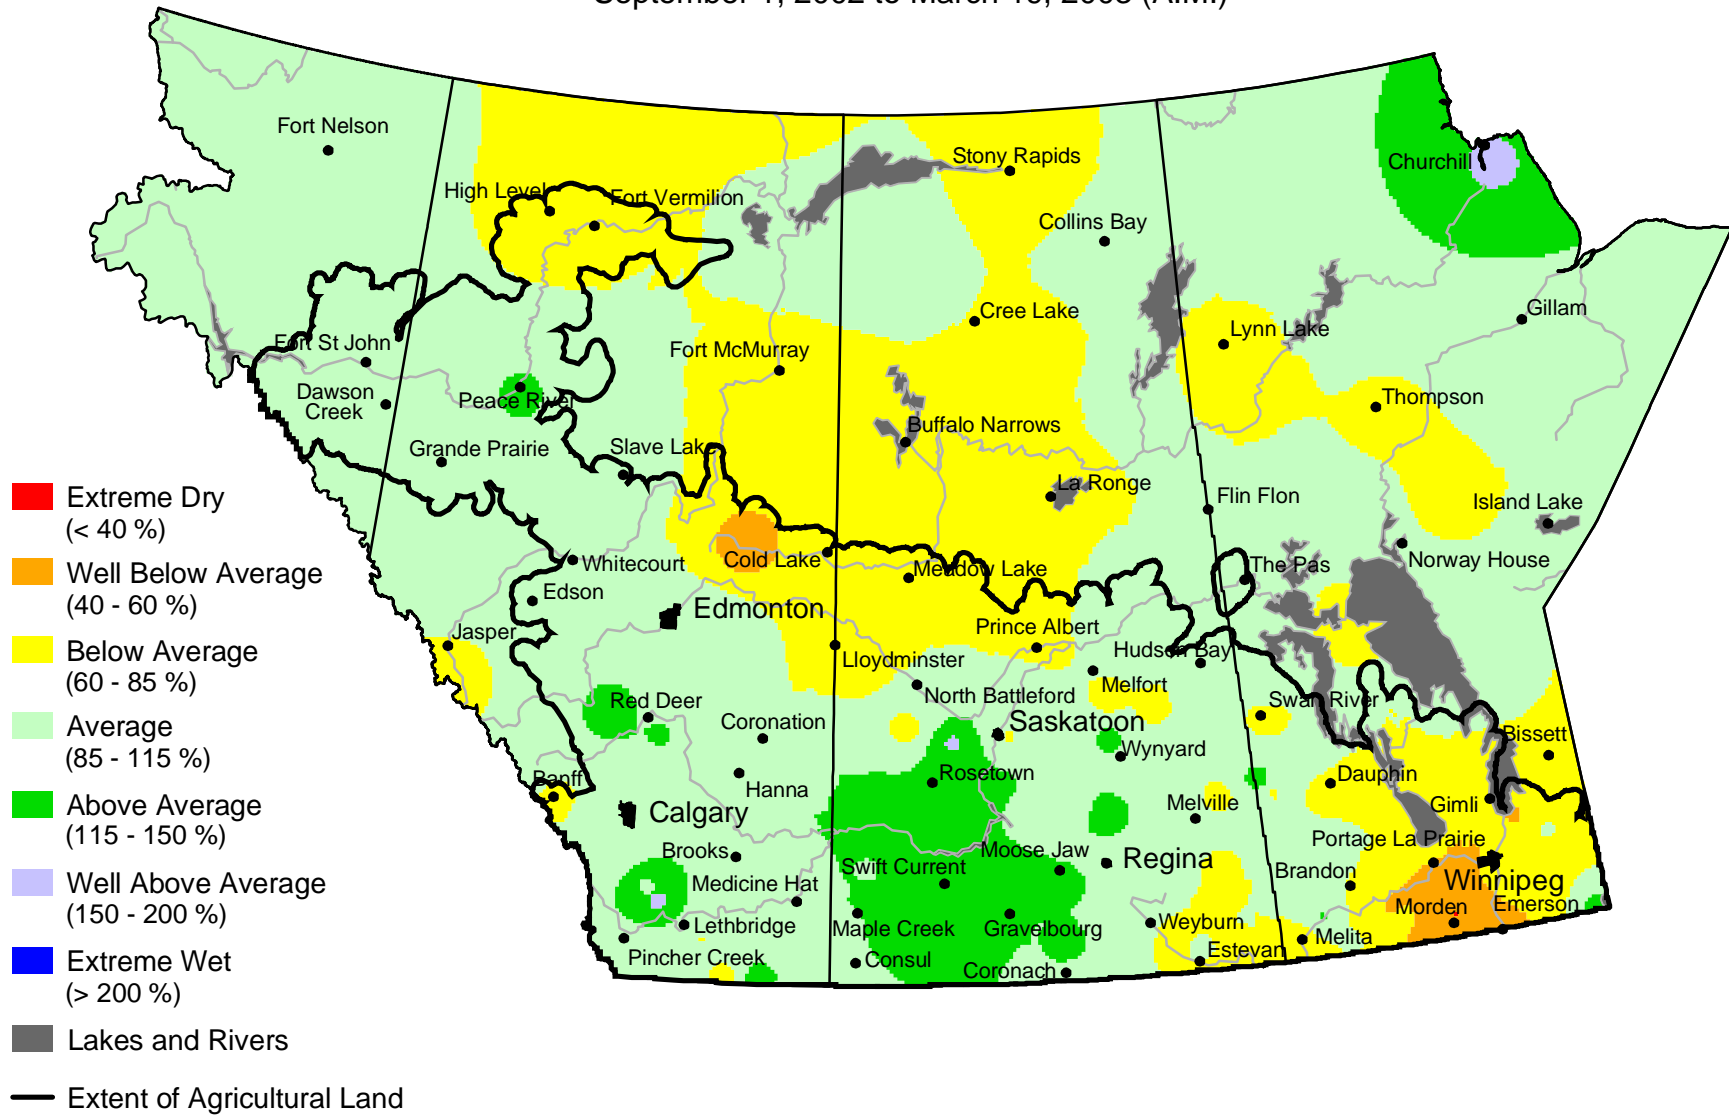 September 1, 2002 to March 16, 2003 (A.M.)
Fort Nelson
Churchill
Stony Rapids
High Level
Fort Vermilion
Collins Bay
Cree Lake
Gillam
Lynn Lake
Fort St John
Fort McMurray
Dawson
Creek
Peace River
Thompson
Buffalo Narrows
Grande Prairie
Slave Lake
La Ronge
Flin Flon
Island Lake
Extreme Dry
(< 40 %)
Well Below Average
(40 - 60 %)
Below Average
(60 - 85 %)
Average
(85 - 115 %)
Above Average
(115 - 150 %)
Well Above Average
(150 - 200 %)
Extreme Wet
(> 200 %)
Lakes and Rivers
Extent of Agricultural Land
Whitecourt
Cold Lake
Meadow Lake
The Pas
Norway House
Edson
Edmonton
Jasper
Prince Albert
Hudson Bay
Lloydminster
North Battleford
Melfort
Red Deer
Coronation
Saskatoon
Swan River
Wynyard
Bissett
Banff
Hanna
Rosetown
Dauphin
Calgary
Melville
Gimli
Brooks
Moose Jaw
Portage La Prairie
Swift Current
Regina
Brandon
Medicine Hat
Winnipeg
Lethbridge
Maple Creek
Gravelbourg
Weyburn
Morden
Emerson
Pincher Creek
Consul
Coronach
Estevan
Melita